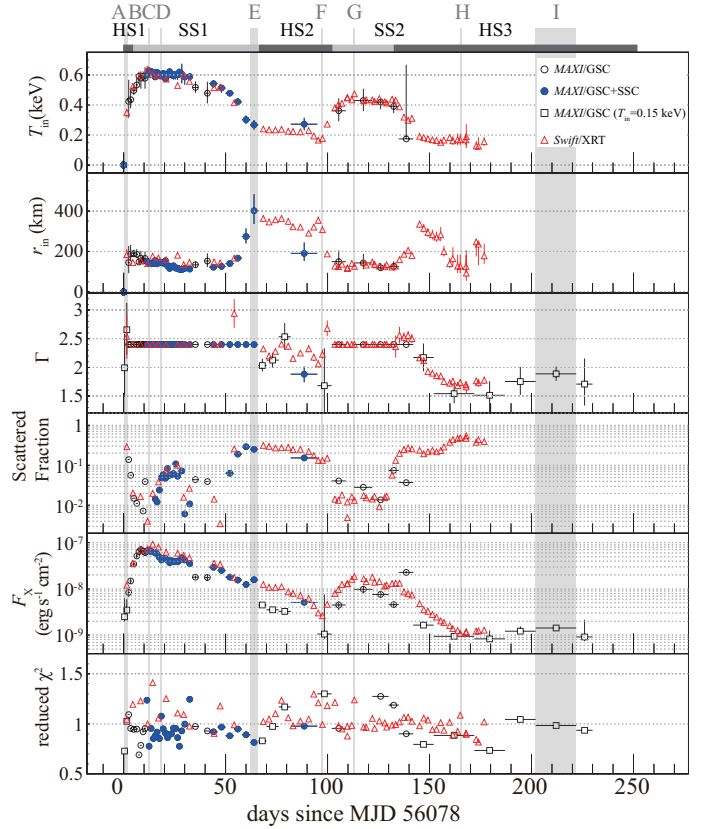 A BCD E F G H I
HS1 SS1 HS2 SS2 HS3
T_in (keV)
0.6
0.4
0.2
0
MAXI/GSC
MAXI/GSC+SSC
MAXI/GSC (T_in=0.15 keV)
Swift/XRT
r_in (km)
400
200
0
Γ
3
2.5
2
1.5
Scattered
Fraction
1
10^-1
10^-2
F_X
(erg s^-1 cm^-2)
10^-7
10^-8
10^-9
reduced χ^2
1.5
1
0.5
0 50 100 150 200 250
days since MJD 56078